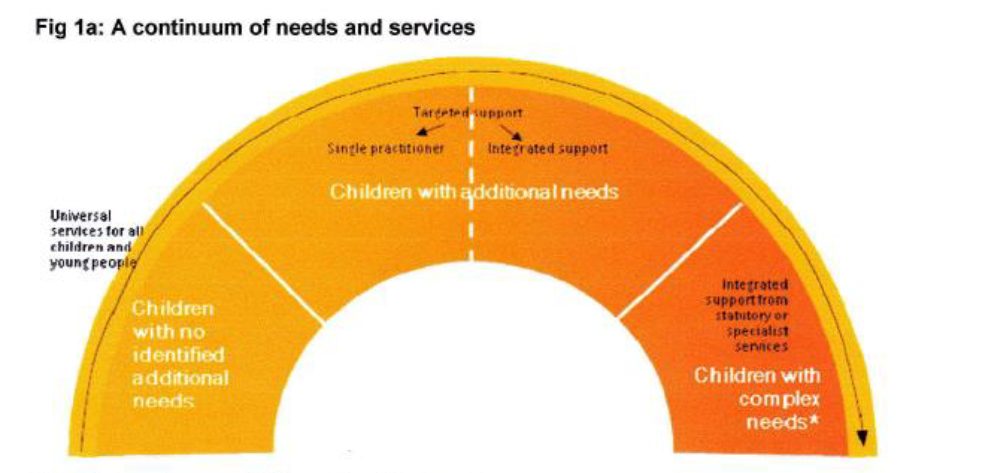 Fig 1a: A continuum of needs and services
Targeted support
Single practitioner
Integrated support
Children with additional needs
Universal
services for all
children and
young people
Children
with no
identified
additional
needs
Integrated
support from
statutory or
specialist
services
Children with
complex
needs*